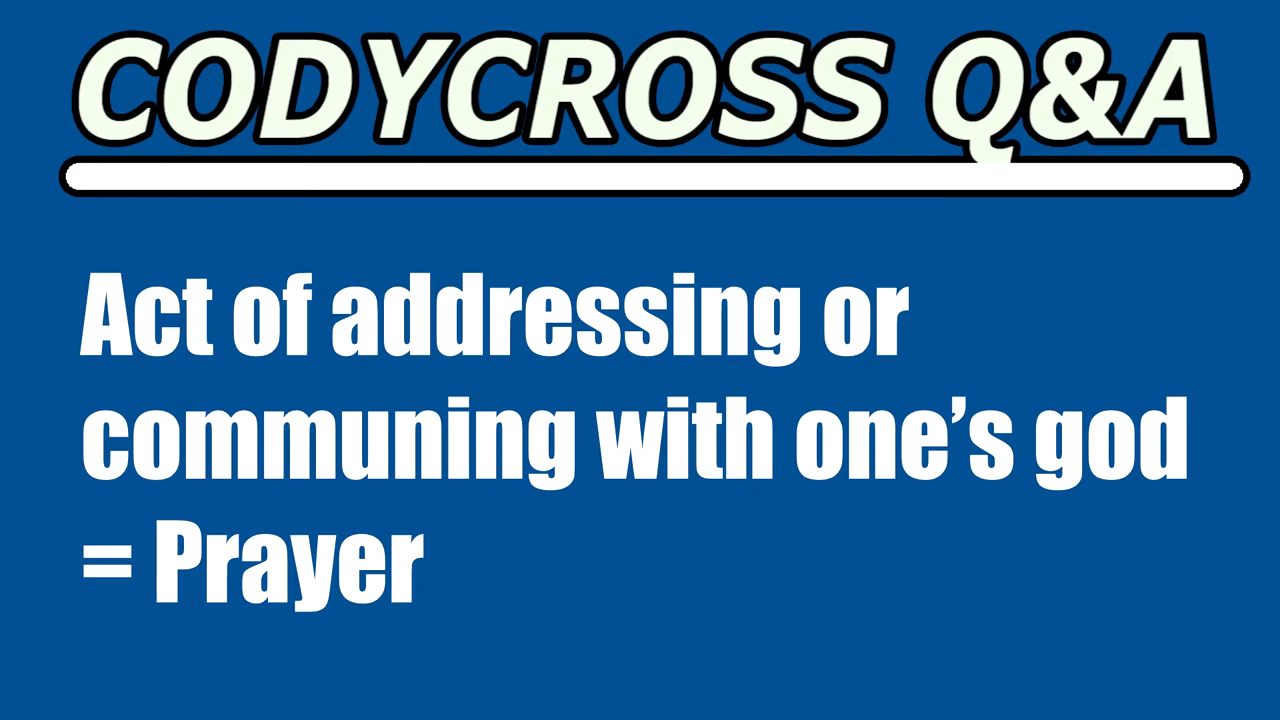 CODYCROSS Q&A
Act of addressing or
communing with one’s god
= Prayer